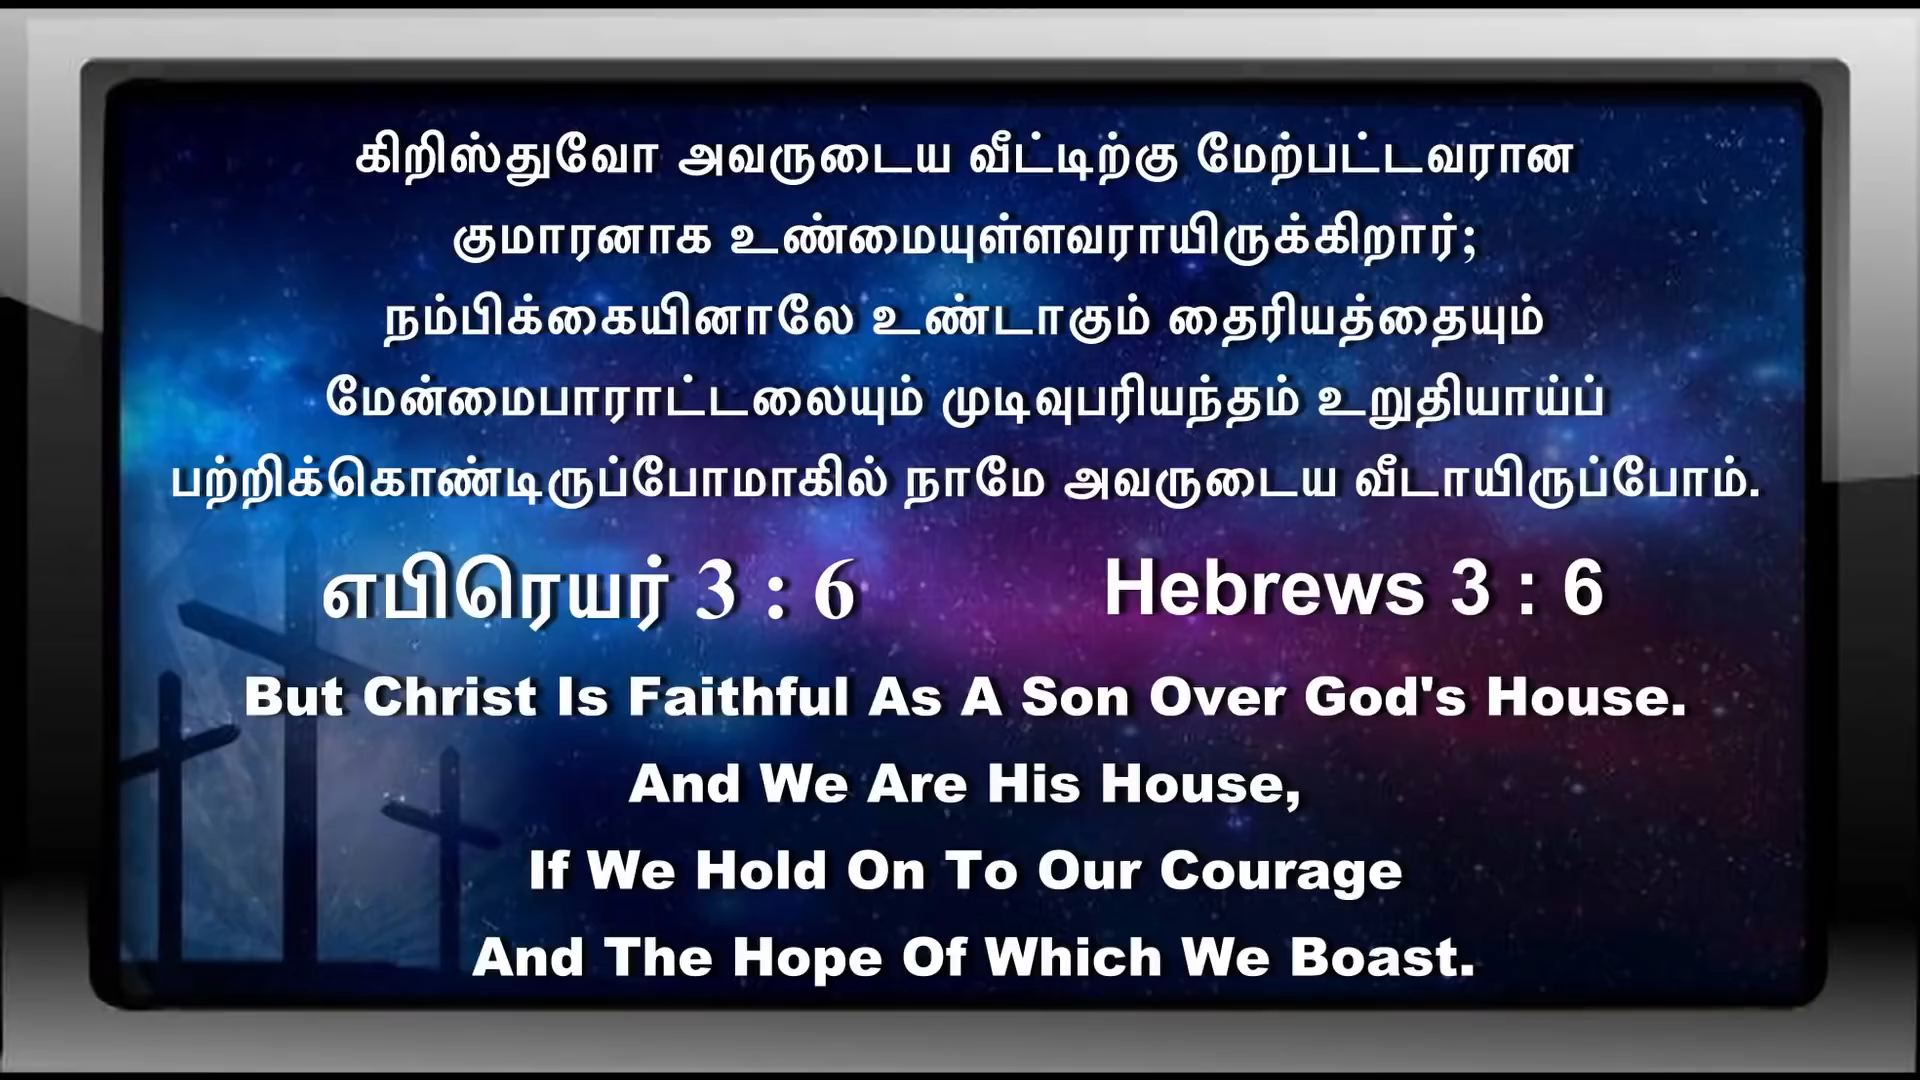 கிறிஸ்துவோ அவருடைய வீட்டிற்கு மேற்பட்டவரான
குமாரனாக உண்மையுள்ளவராயிருக்கிறார்;
நம்பிக்கையினாலே உண்டாகும் தைரியத்தையும்
மேன்மைபாராட்டலையும் முடிவுபரியந்தம் உறுதியாய்ப்
பற்றிக்கொண்டிருப்போமாகில் நாமே அவருடைய வீடாயிருப்போம்.
எபிரெயர் 3 : 6 Hebrews 3 : 6
But Christ Is Faithful As A Son Over God's House.
And We Are His House,
If We Hold On To Our Courage
And The Hope Of Which We Boast.